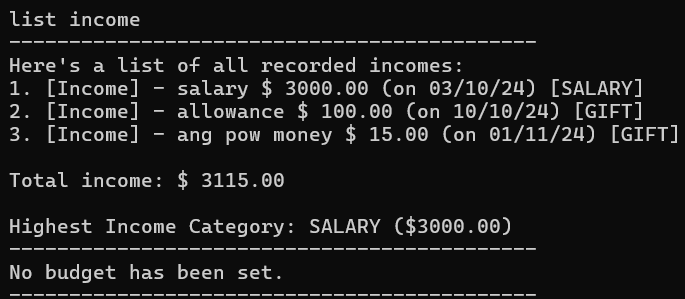 list income
--------------------------------------------
Here's a list of all recorded incomes:
1. [Income] - salary $ 3000.00 (on 03/10/24) [SALARY]
2. [Income] - allowance $ 100.00 (on 10/10/24) [GIFT]
3. [Income] - ang pow money $ 15.00 (on 01/11/24) [GIFT]
Total income: $ 3115.00
Highest Income Category: SALARY ($3000.00)
--------------------------------------------
No budget has been set.
--------------------------------------------